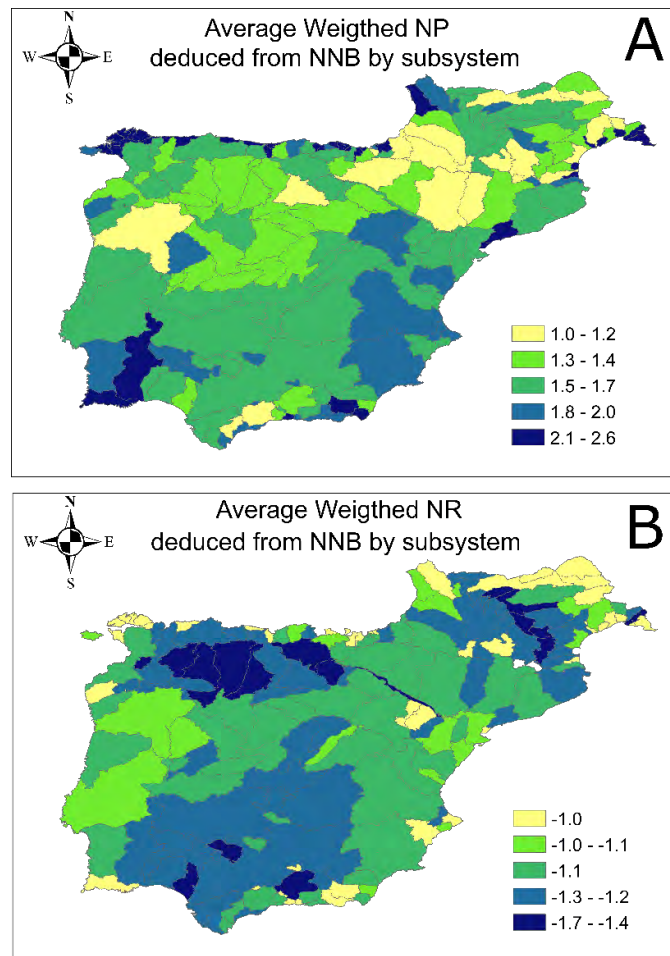 N
W E
S
Average Weigthed NP
deduced from NNB by subsystem
A
1.0 - 1.2
1.3 - 1.4
1.5 - 1.7
1.8 - 2.0
2.1 - 2.6
N
W E
S
Average Weigthed NR
deduced from NNB by subsystem
B
-1.0
-1.0 - -1.1
-1.1
-1.3 - -1.2
-1.7 - -1.4